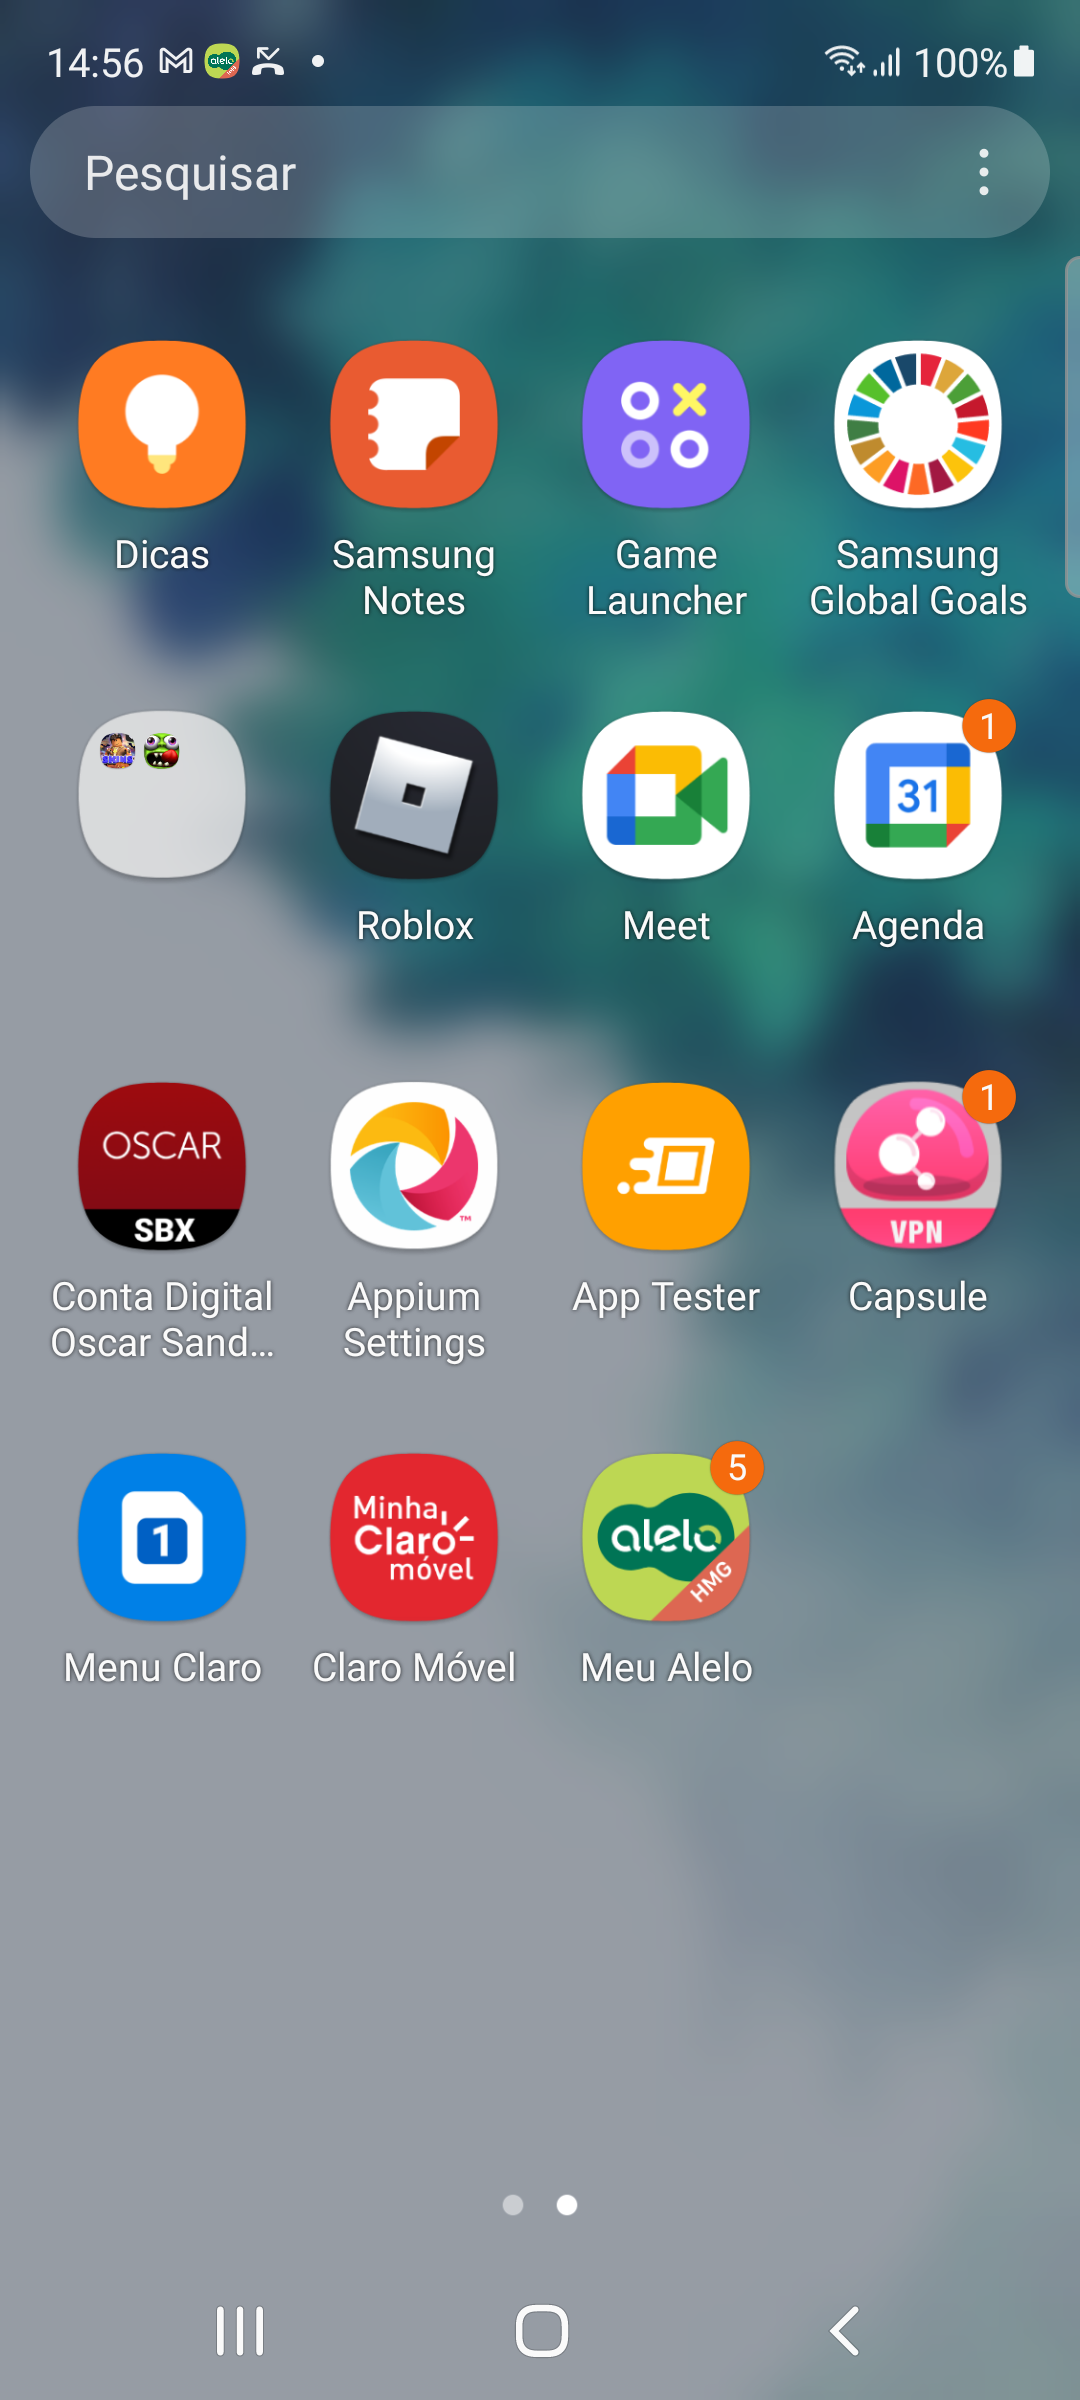 14:56
100%
Pesquisar
Dicas
Samsung
Notes
Game
Launcher
Samsung
Global Goals
SKINS
Roblox
Meet
31
1
Agenda
OSCAR
SBX
Conta Digital
Oscar Sand...
TM
Appium
Settings
App Tester
1
VPN
Capsule
1
Menu Claro
Minha
Claro
móvel
Claro Móvel
5
alelo
HMG
Meu Alelo